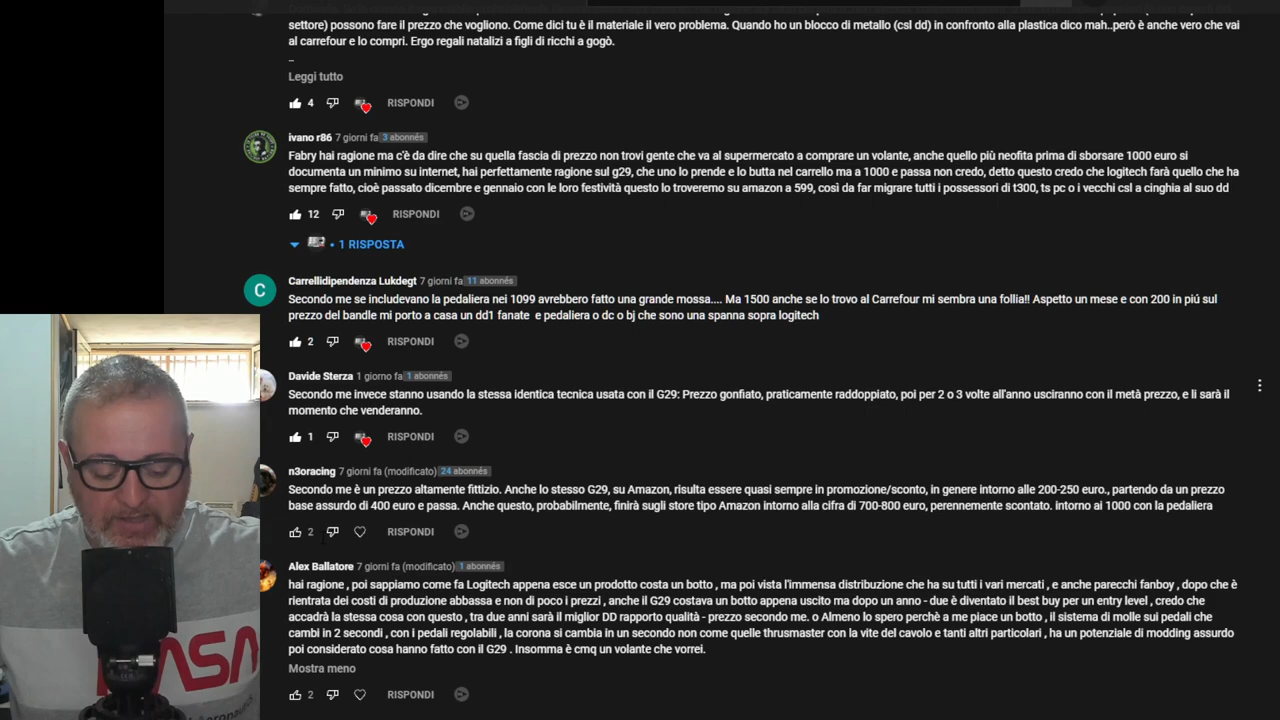 settore) possono fare il prezzo che vogliono. Come dici tu è il materiale il vero problema. Quando ho un blocco di metallo (csl dd) in confronto alla plastica dico mah..però è anche vero che vai
al carrefour e lo compri. Ergo regali natalizi a figli di ricchi a gogò.
_
Leggi tutto
4 RISPONDI
ivano r86 7 giorni fa 3 abonnés
Fabry hai ragione ma c'è da dire che su quella fascia di prezzo non trovi gente che va al supermercato a comprare un volante, anche quello più neofita prima di sborsare 1000 euro si
documenta un minimo su internet, hai perfettamente ragione sul g29, che uno lo prende e lo butta nel carrello ma a 1000 e passa non credo, detto questo credo che logitech farà quello che ha
sempre fatto, cioè passato dicembre e gennaio con le loro festività questo lo troveremo su amazon a 599, così da far migrare tutti i possessori di t300, ts pc o i vecchi csl a cinghia al suo dd
12 RISPONDI
• 1 RISPOSTA
C
Carrellidipendenza Lukdegt 7 giorni fa 11 abonnés
Secondo me se includevano la pedaliera nei 1099 avrebbero fatto una grande mossa.... Ma 1500 anche se lo trovo al Carrefour mi sembra una follia!! Aspetto un mese e con 200 in piú sul
prezzo del bandle mi porto a casa un dd1 fanate e pedaliera o dc o bj che sono una spanna sopra logitech
2 RISPONDI
Davide Sterza 1 giorno fa 1 abonnés
Secondo me invece stanno usando la stessa identica tecnica usata con il G29: Prezzo gonfiato, praticamente raddoppiato, poi per 2 o 3 volte all'anno usciranno con il metà prezzo, e li sarà il
momento che venderanno.
1 RISPONDI
n3oracing 7 giorni fa (modificato) 24 abonnés
Secondo me è un prezzo altamente fittizio. Anche lo stesso G29, su Amazon, risulta essere quasi sempre in promozione/sconto, in genere intorno alle 200-250 euro., partendo da un prezzo
base assurdo di 400 euro e passa. Anche questo, probabilmente, finirà sugli store tipo Amazon intorno alla cifra di 700-800 euro, perennemente scontato. intorno ai 1000 con la pedaliera
2 RISPONDI
Alex Ballatore 7 giorni fa (modificato) 1 abonnés
hai ragione , poi sappiamo come fa Logitech appena esce un prodotto costa un botto , ma poi vista l'immensa distribuzione che ha su tutti i vari mercati , e anche parecchi fanboy , dopo che è
rientrata dei costi di produzione abbassa e non di poco i prezzi , anche il G29 costava un botto appena uscito ma dopo un anno - due è diventato il best buy per un entry level , credo che
accadrà la stessa cosa con questo , tra due anni sarà il miglior DD rapporto qualità - prezzo secondo me. o Almeno lo spero perchè a me piace un botto , il sistema di molle sui pedali che
cambi in 2 secondi , con i pedali regolabili , la corona si cambia in un secondo non come quelle thrusmaster con la vite del cavolo e tanti altri particolari , ha un potenziale di modding assurdo
poi considerato cosa hanno fatto con il G29 . Insomma è cmq un volante che vorrei.
Mostra meno
2 RISPONDI
NASA